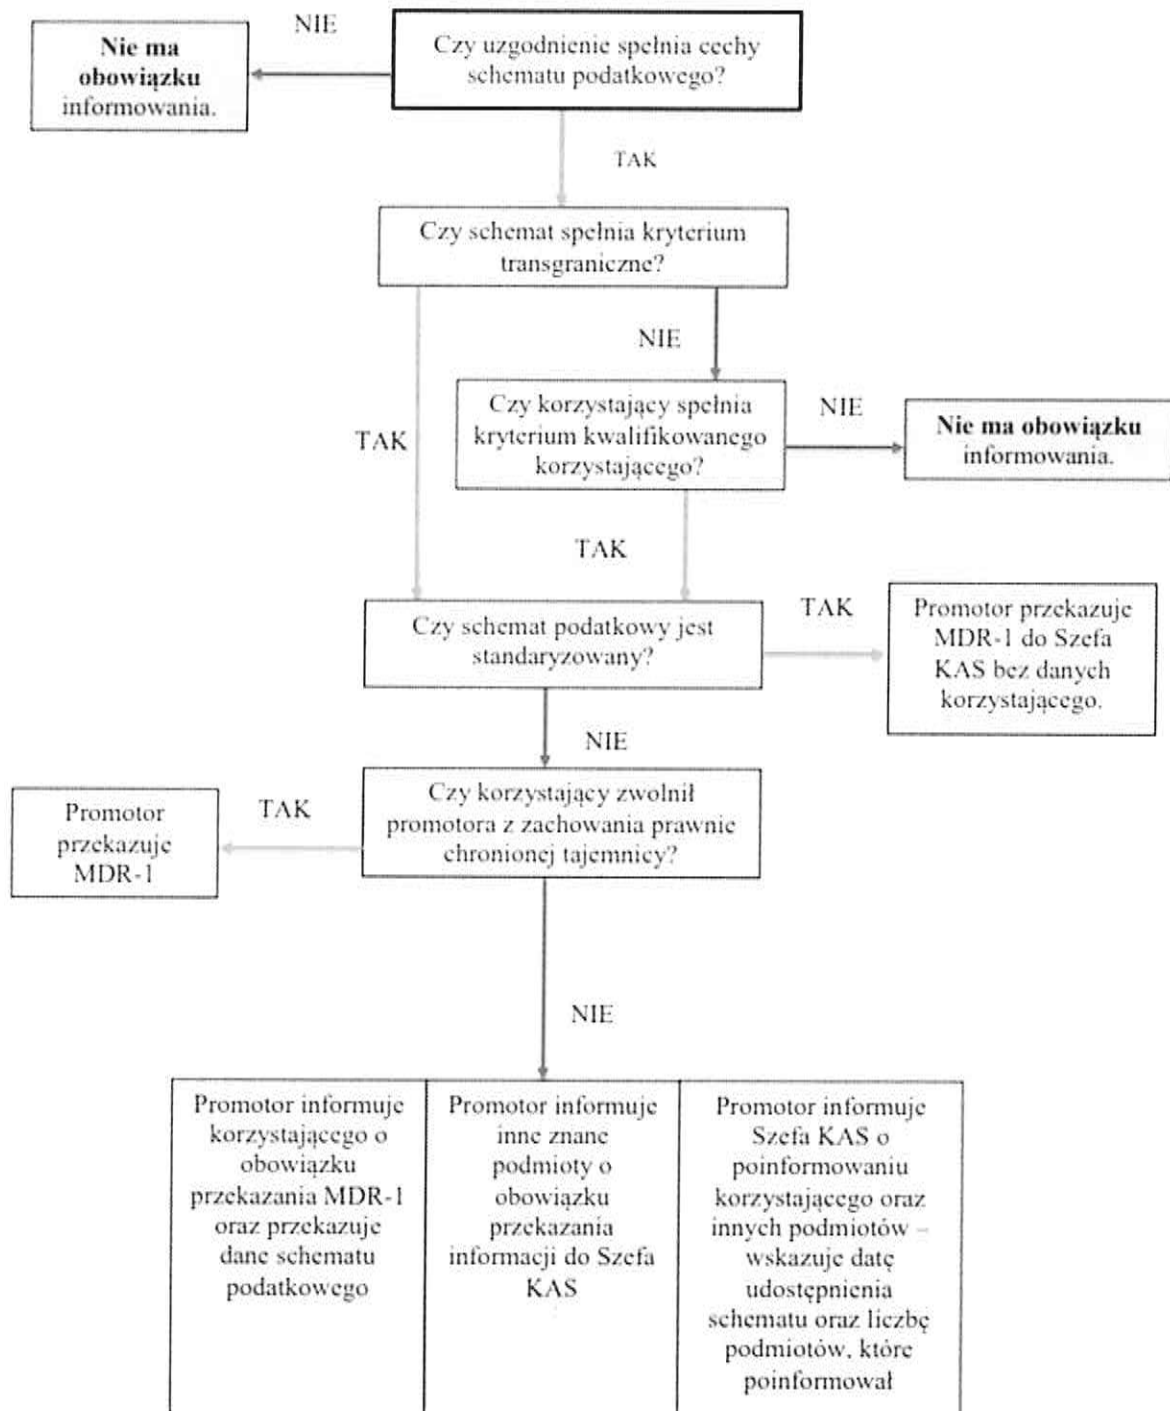 NIE
Czy uzgodnienie spełnia cechy
schematu podatkowego?
Nie ma
obowiązku
informowania.
TAK
Czy schemat spełnia kryterium
transgraniczne?
NIE
TAK
Czy korzystający spełnia
kryterium kwalifikowanego
korzystającego?
NIE
Nie ma obowiązku
informowania.
TAK
Czy schemat podatkowy jest
standaryzowany?
TAK
Promotor przekazuje
MDR-1 do Szefa
KAS bez danych
korzystającego.
NIE
Czy korzystający zwolnił
promotora z zachowania prawnie
chronionej tajemnicy?
TAK
Promotor
przekazuje
MDR-1
NIE
Promotor informuje
korzystającego o
obowiązku
przekazania MDR-1
oraz przekazuje
dane schematu
podatkowego
Promotor informuje
inne znane
podmioty o
obowiązku
przekazania
informacji do Szefa
KAS
Promotor informuje
Szefa KAS o
poinformowaniu
korzystającego oraz
innych podmiotów –
wskazuje datę
udostępnienia
schematu oraz liczbę
podmiotów, które
poinformował